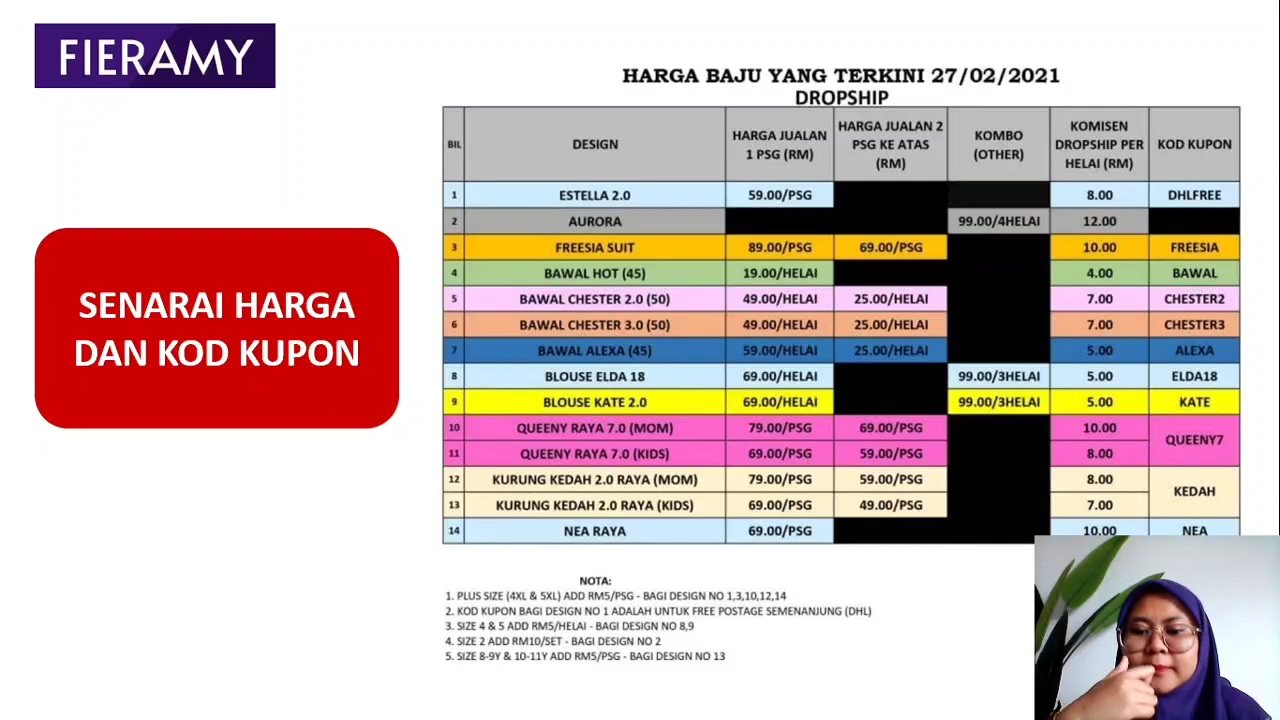 FIERAMY
SENARAI HARGA
DAN KOD KUPON
HARGA BAJU YANG TERKINI 27/02/2021
DROPSHIP
BIL DESIGN HARGA JUALAN 1 PSG (RM) HARGA JUALAN 2 PSG KE ATAS (RM) KOMBO (OTHER) KOMISEN DROPSHIP PER HELAI (RM) KOD KUPON
1 ESTELLA 2.0 59.00/PSG 8.00 DHLFREE
2 AURORA 99.00/4HELAI 12.00
3 FREESIA SUIT 89.00/PSG 69.00/PSG 10.00 FREESIA
4 BAWAL HOT (45) 19.00/HELAI 4.00 BAWAL
5 BAWAL CHESTER 2.0 (50) 49.00/HELAI 25.00/HELAI 7.00 CHESTER2
6 BAWAL CHESTER 3.0 (50) 49.00/HELAI 25.00/HELAI 7.00 CHESTER3
7 BAWAL ALEXA (45) 59.00/HELAI 25.00/HELAI 5.00 ALEXA
8 BLOUSE ELDA 18 69.00/HELAI 99.00/3HELAI 5.00 ELDA18
9 BLOUSE KATE 2.0 69.00/HELAI 99.00/3HELAI 5.00 KATE
10 QUEENY RAYA 7.0 (MOM) 79.00/PSG 69.00/PSG 10.00 QUEENY7
11 QUEENY RAYA 7.0 (KIDS) 69.00/PSG 59.00/PSG 8.00
12 KURUNG KEDAH 2.0 RAYA (MOM) 79.00/PSG 59.00/PSG 8.00 KEDAH
13 KURUNG KEDAH 2.0 RAYA (KIDS) 69.00/PSG 49.00/PSG 7.00
14 NEA RAYA 69.00/PSG 10.00 NEA
NOTA:
1. PLUS SIZE (4XL & 5XL) ADD RM5/PSG - BAGI DESIGN NO 1,3,10,12,14
2. KOD KUPON BAGI DESIGN NO 1 ADALAH UNTUK FREE POSTAGE SEMENANJUNG (DHL)
3. SIZE 4 & 5 ADD RM5/HELAI - BAGI DESIGN NO 8,9
4. SIZE 2 ADD RM10/SET - BAGI DESIGN NO 2
5. SIZE 8-9Y & 10-11Y ADD RM5/PSG - BAGI DESIGN NO 13